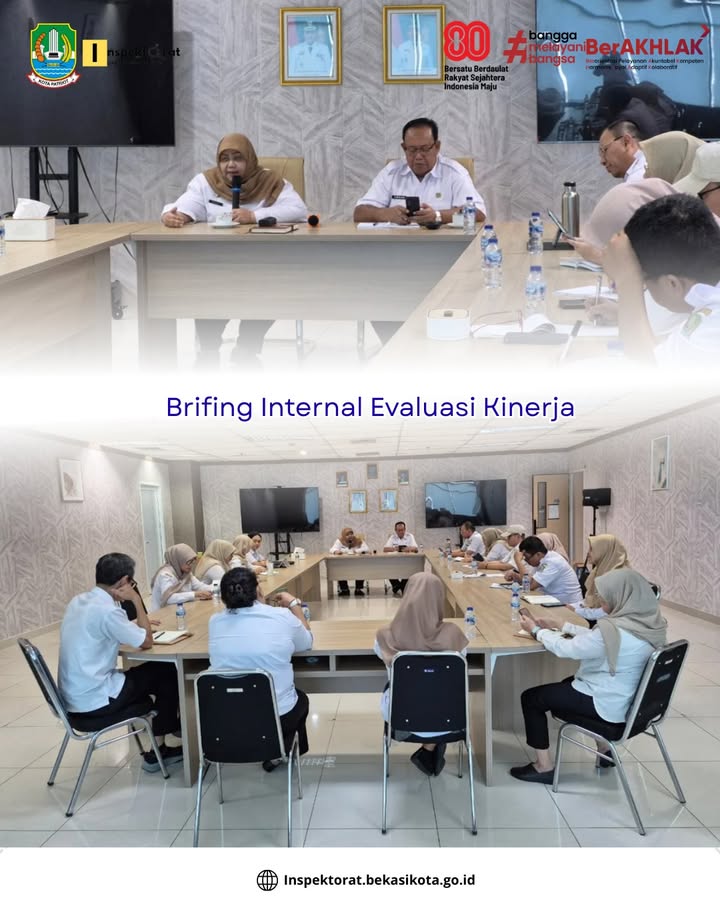 KOTA PATRIOT
Inspektorat
80
Bersatu Berdaulat
Rakyat Sejahtera
Indonesia Maju
#bangga
melayani
bangsa
BerAKHLAK
Berorientasi Pelayanan Akuntabel Kompeten
Harmonis Loyal Adaptif Kolaboratif
Brifing Internal Evaluasi Kinerja
Inspektorat.bekasikota.go.id